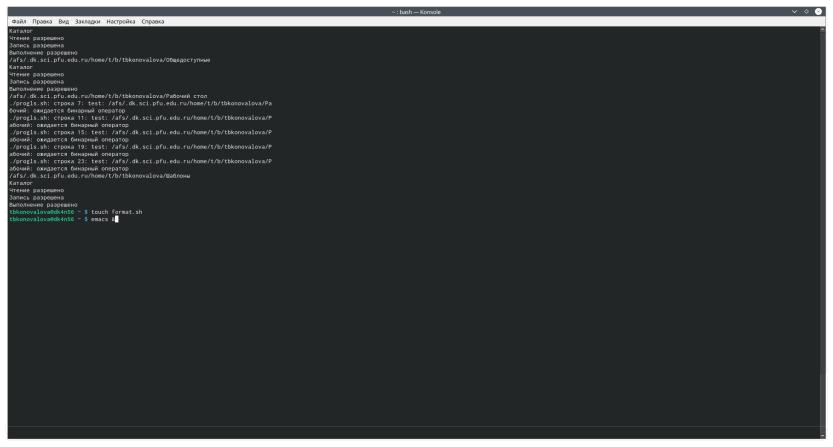 ~ : bash — Konsole
Файл Правка Вид Закладки Настройка Справка
Каталог
Чтение разрешено
Запись разрешена
Выполнение разрешено
/afs/.dk.sci.pfu.edu.ru/home/t/b/tbkonovalova/Общедоступные
Каталог
Чтение разрешено
Запись разрешена
Выполнение разрешено
/afs/.dk.sci.pfu.edu.ru/home/t/b/tbkonovalova/Рабочий стол
./progls.sh: строка 7: test: /afs/.dk.sci.pfu.edu.ru/home/t/b/tbkonovalova/Ра
бочий: ожидается бинарный оператор
./progls.sh: строка 11: test: /afs/.dk.sci.pfu.edu.ru/home/t/b/tbkonovalova/Р
абочий: ожидается бинарный оператор
./progls.sh: строка 15: test: /afs/.dk.sci.pfu.edu.ru/home/t/b/tbkonovalova/Р
абочий: ожидается бинарный оператор
./progls.sh: строка 19: test: /afs/.dk.sci.pfu.edu.ru/home/t/b/tbkonovalova/Р
абочий: ожидается бинарный оператор
./progls.sh: строка 23: test: /afs/.dk.sci.pfu.edu.ru/home/t/b/tbkonovalova/Р
абочий: ожидается бинарный оператор
/afs/.dk.sci.pfu.edu.ru/home/t/b/tbkonovalova/Шаблоны
Каталог
Чтение разрешено
Запись разрешена
Выполнение разрешено
tbkonovalova@dk4n56 ~ $ touch format.sh
tbkonovalova@dk4n56 ~ $ emacs &